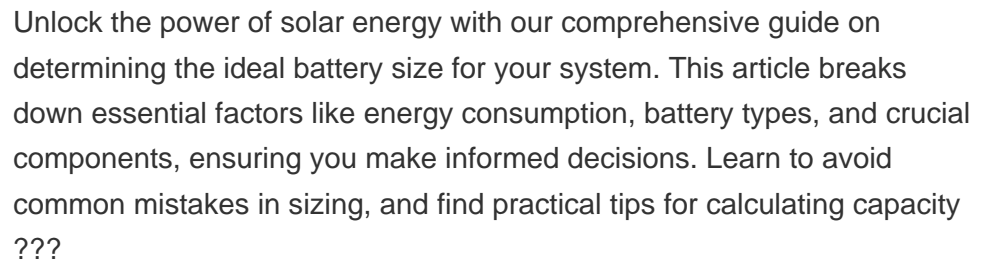 Unlock the power of solar energy with our comprehensive guide on
determining the ideal battery size for your system. This article breaks
down essential factors like energy consumption, battery types, and crucial
components, ensuring you make informed decisions. Learn to avoid
common mistakes in sizing, and find practical tips for calculating capacity
???